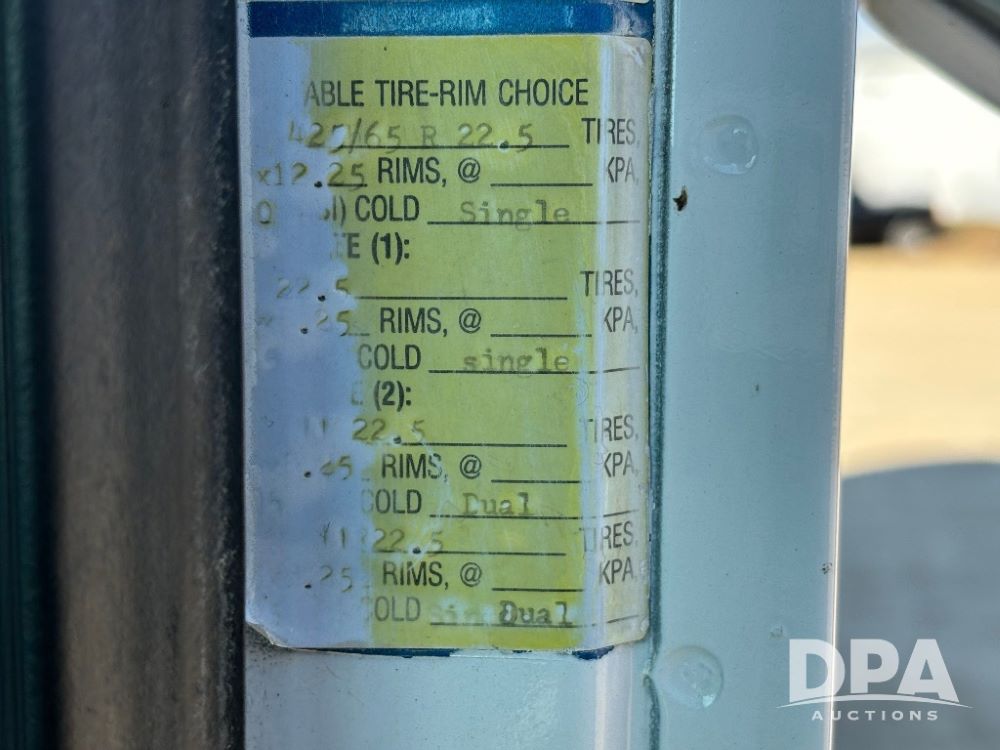 ABLE TIRE-RIM CHOICE
425/65 R 22.5 TIRES,
x12.25 RIMS, @ KPA,
COLD Single
(1):
22.5 TIRES,
.25 RIMS, @ KPA,
COLD single
(2):
22.5 TIRES,
RIMS, @ KPA,
COLD Dual
22.5 TIRES,
.25 RIMS, @ KPA
COLD Dual
DPA
AUCTIONS